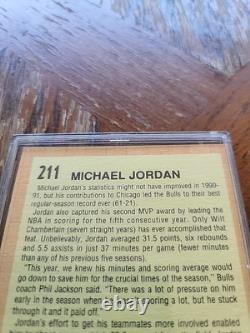 211 MICHAEL JORDAN
Michael Jordan's statistics might not have improved in 1990-
91, but his contributions to Chicago led the Bulls to their best
regular-season record ever (61-21).
Jordan also captured his second MVP award by leading the
NBA in scoring for the fifth consecutive year. Only Will
Chamberlain (seven straight years) has ever accomplished that
feat. Unbelievably, Jordan averaged 31.5 points, six rebounds
and 5.5 assists in just 37 minutes per game (fewer minutes
than any of his previous five seasons).
"This year, we knew his minutes and scoring average would
go down to save him for the crucial times of the season," Bulls
coach Phil Jackson said. "There was a lot of pressure on him
early in the season when he was not scoring a lot, but he stuck
through it and it paid off."
Jordan's effort to get his teammates more involved enabled